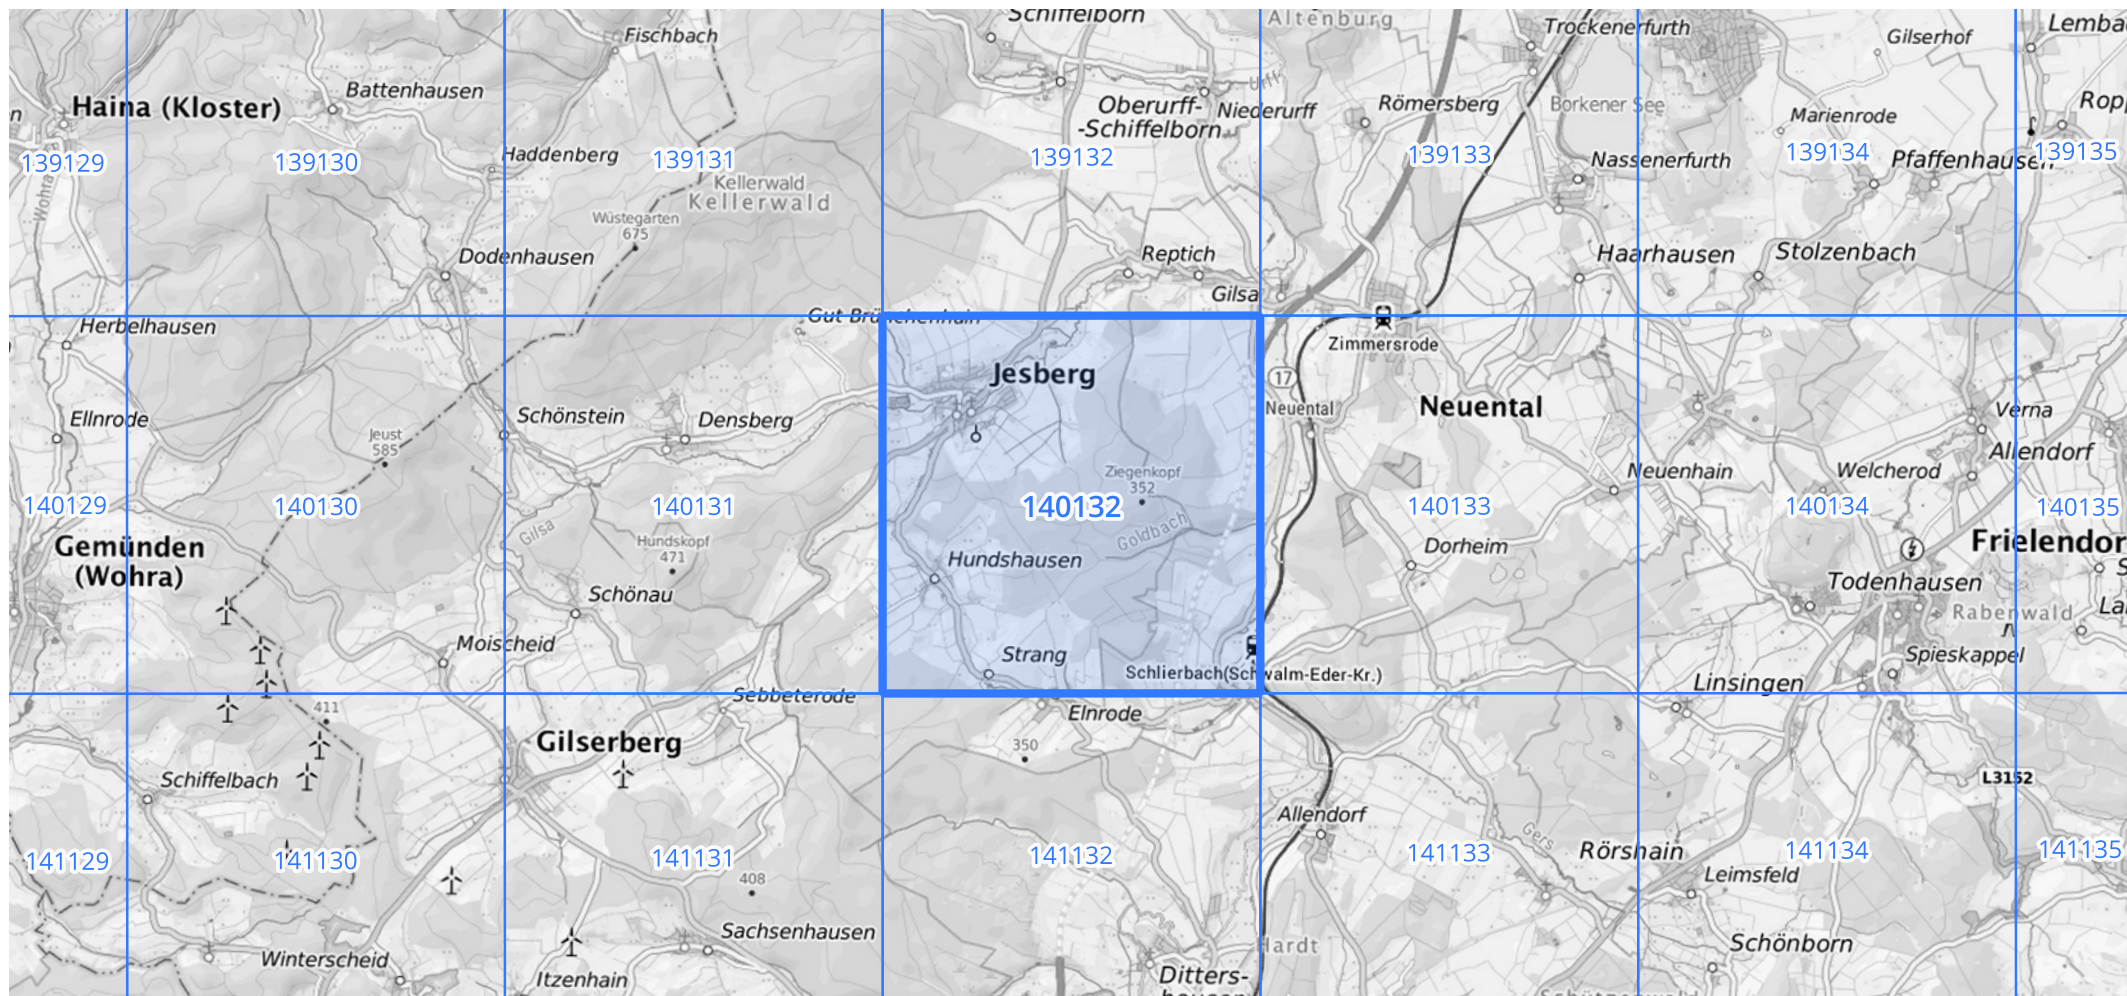 Schiffelborn
Altenburg
Trockenerfurth
Gilserhof
Fischbach
Battenhausen
Haina (Kloster)
Oberurff-
-Schiffelborn
Urff
Niederurff
Römersberg
Borkener See
Marienrode
139129
139130
Haddenberg
139131
139132
139133
Nassenerfurth
139134
Pfaffenhausen
139135
Wohra
Kellerwald
Kellerwald
Wüstegarten
675
Dodenhausen
Reptich
Haarhausen
Stolzenbach
Gilsa
Herbelhausen
Zimmersrode
Jesberg
17
Ellnrode
Schönstein
Densberg
Neuental
Neuental
Verna
Jeust
585
Allendorf
Ziegenkopf
352
Neuenhain
Welcherod
140129
140130
140131
140132
140133
140134
140135
Gilsa
Goldbach
Gemünden
(Wohra)
Hundskopf
471
Hundshausen
Dorheim
Schönau
Todenhausen
Rabenwald
Moischeid
Strang
Spieskappel
Schlierbach(Schwalm-Eder-Kr.)
Linsingen
Sebbeterode
411
Elnrode
Gilserberg
350
Schiffelbach
L3152
Allendorf
141129
141130
141131
141132
141133
Gers
Rörshain
141134
141135
408
Leimsfeld
Winterscheid
Sachsenhausen
Hardt
Schönborn
Itzenhain
Ditters-